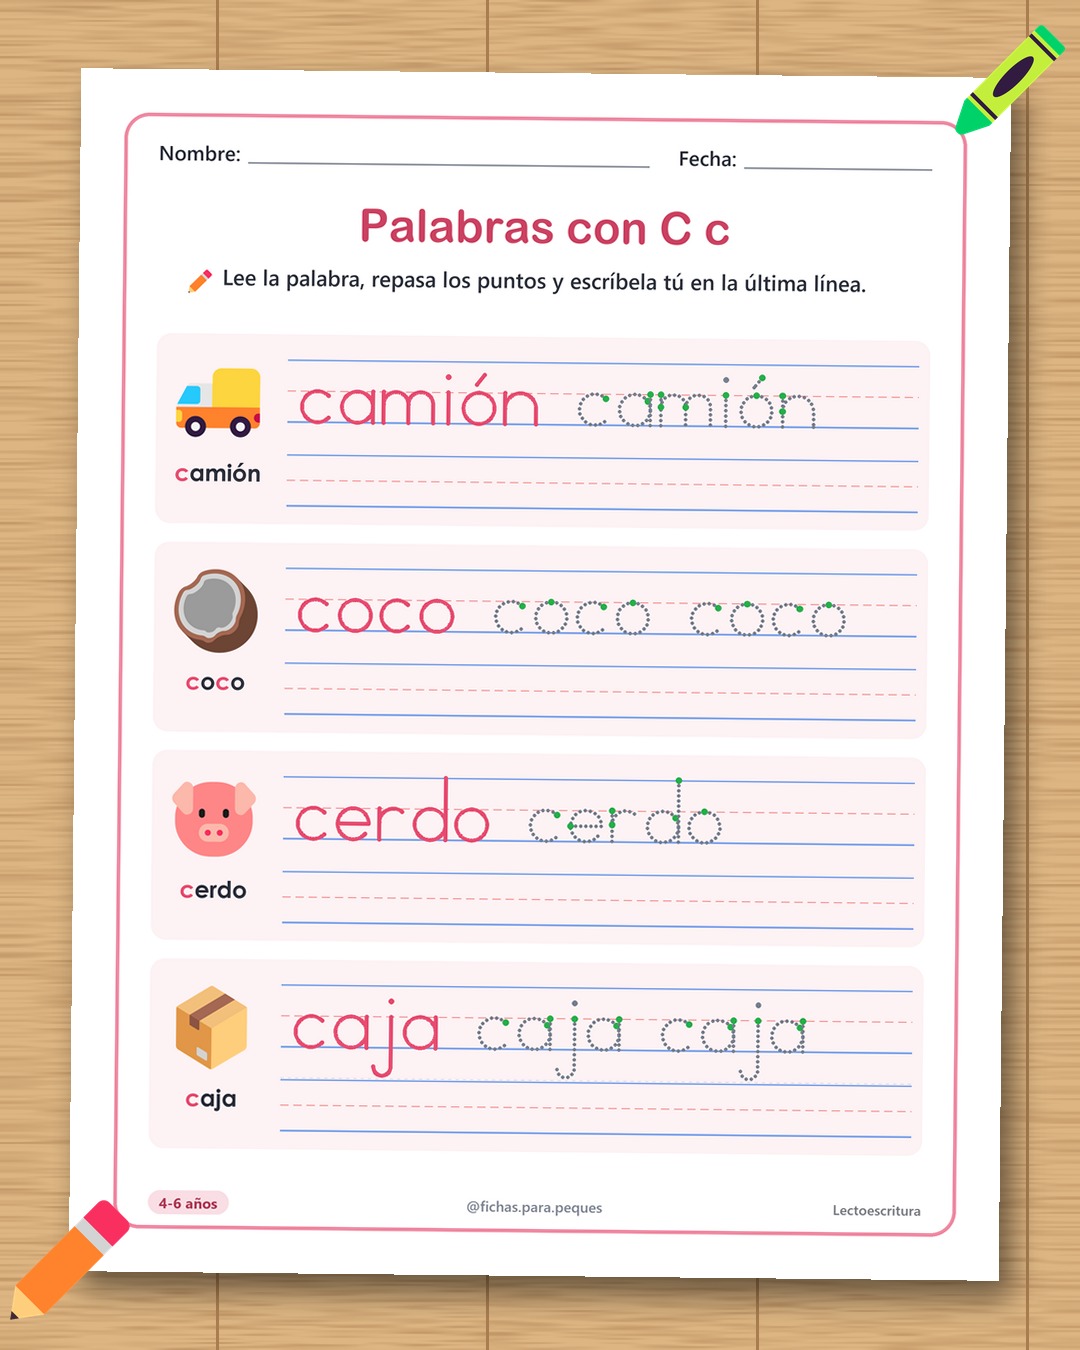 Nombre: Fecha:
Palabras con C c
Lee la palabra, repasa los puntos y escríbela tú en la última línea.
camión camión
camión
coco coco coco
coco
cerdo cerdo
cerdo
caja caja caja
caja
4-6 años @fichas.para.peques Lectoescritura